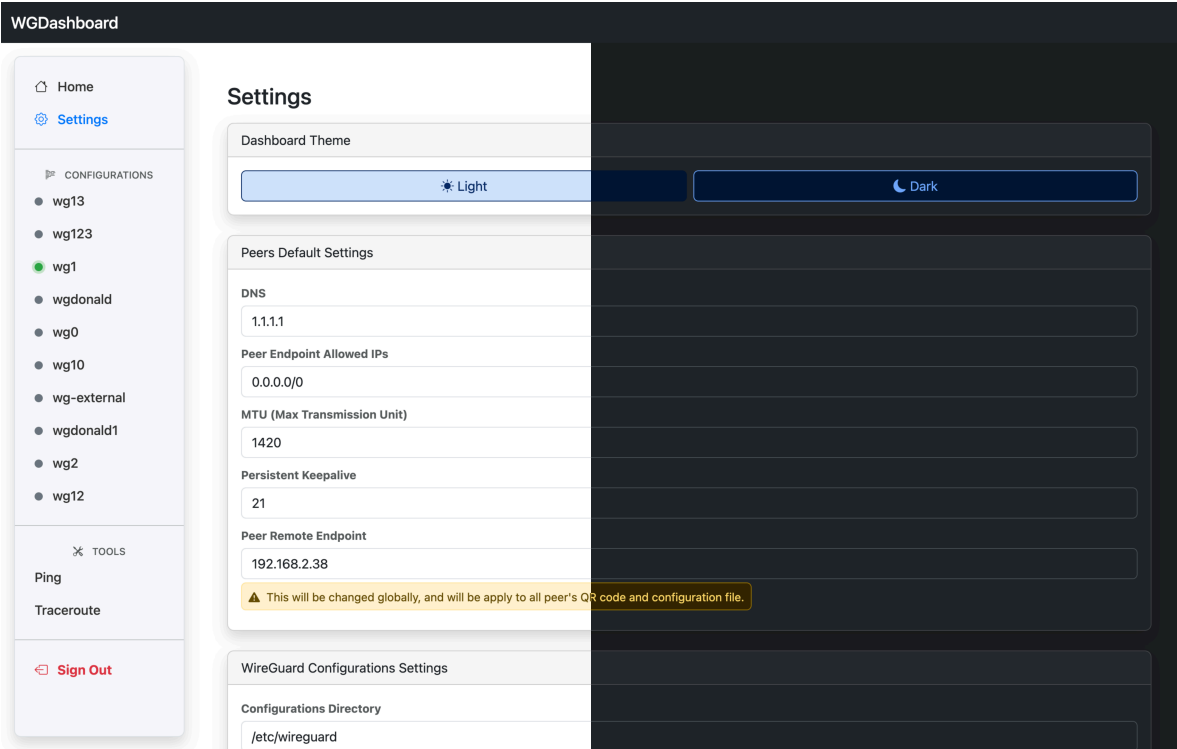 WGDashboard
Home
Settings
CONFIGURATIONS
wg13
wg123
wg1
wgdonald
wg0
wg10
wg-external
wgdonald1
wg2
wg12
TOOLS
Ping
Traceroute
Sign Out
Settings
Dashboard Theme
Light
Dark
Peers Default Settings
DNS
1.1.1.1
Peer Endpoint Allowed IPs
0.0.0.0/0
MTU (Max Transmission Unit)
1420
Persistent Keepalive
21
Peer Remote Endpoint
192.168.2.38
This will be changed globally, and will be apply to all peer's QR code and configuration file.
WireGuard Configurations Settings
Configurations Directory
/etc/wireguard